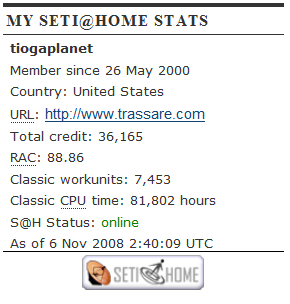 MY SETI@HOME STATS
tiogaplanet
Member since 26 May 2000
Country: United States
URL: http://www.trassare.com
Total credit: 36,165
RAC: 88.86
Classic workunits: 7,453
Classic CPU time: 81,802 hours
S@H Status: online
As of 6 Nov 2008 2:40:09 UTC
SETI@HOME